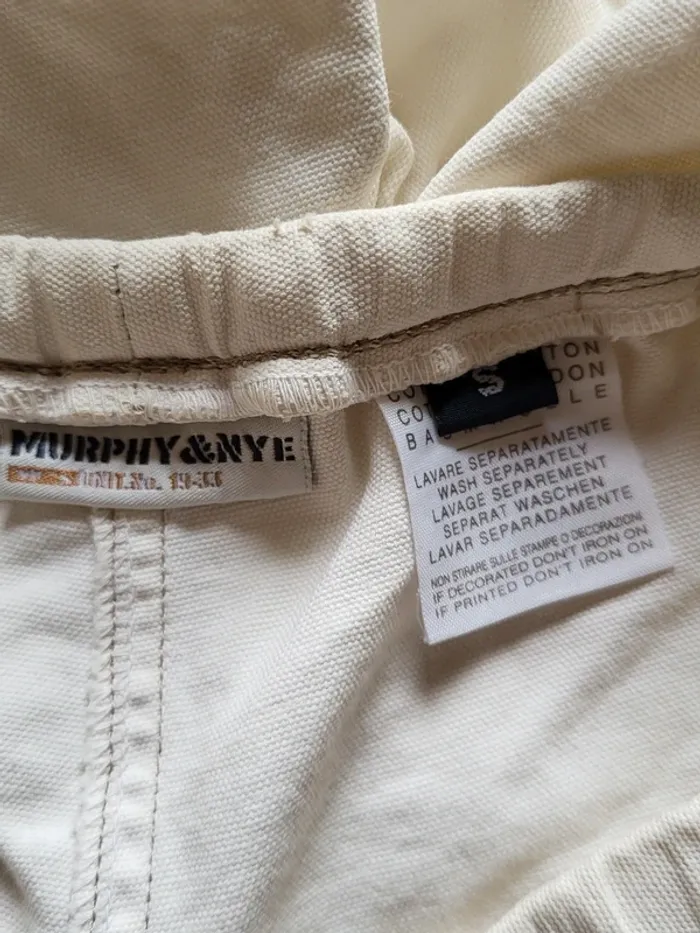 MURPHY&NYE
S
LAVARE SEPARATAMENTE
WASH SEPARATELY
LAVAGE SEPAREMENT
SEPARAT WASCHEN
LAVAR SEPARADAMENTE
NON STIRARE SULLE STAMPE O DECORAZIONI
IF DECORATED DON'T IRON ON
IF PRINTED DON'T IRON ON